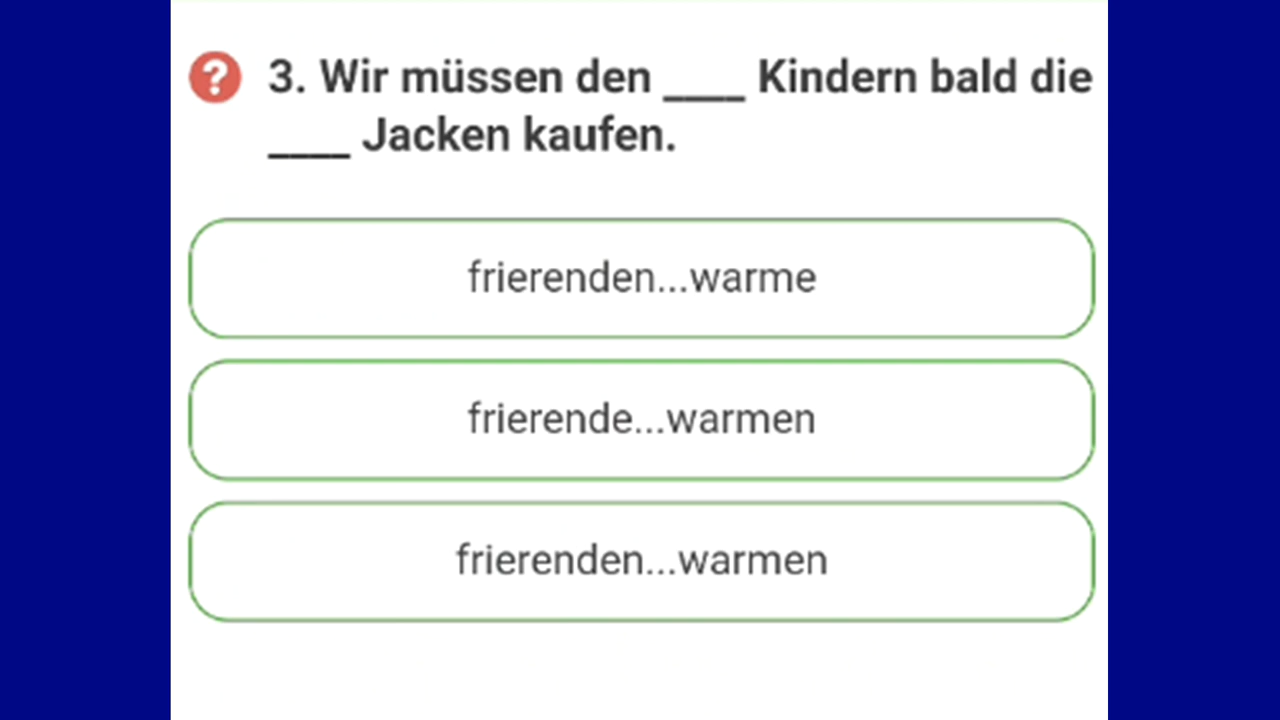 3. Wir müssen den ____ Kindern bald die
____ Jacken kaufen.
frierenden...warme
frierende...warmen
frierenden...warmen